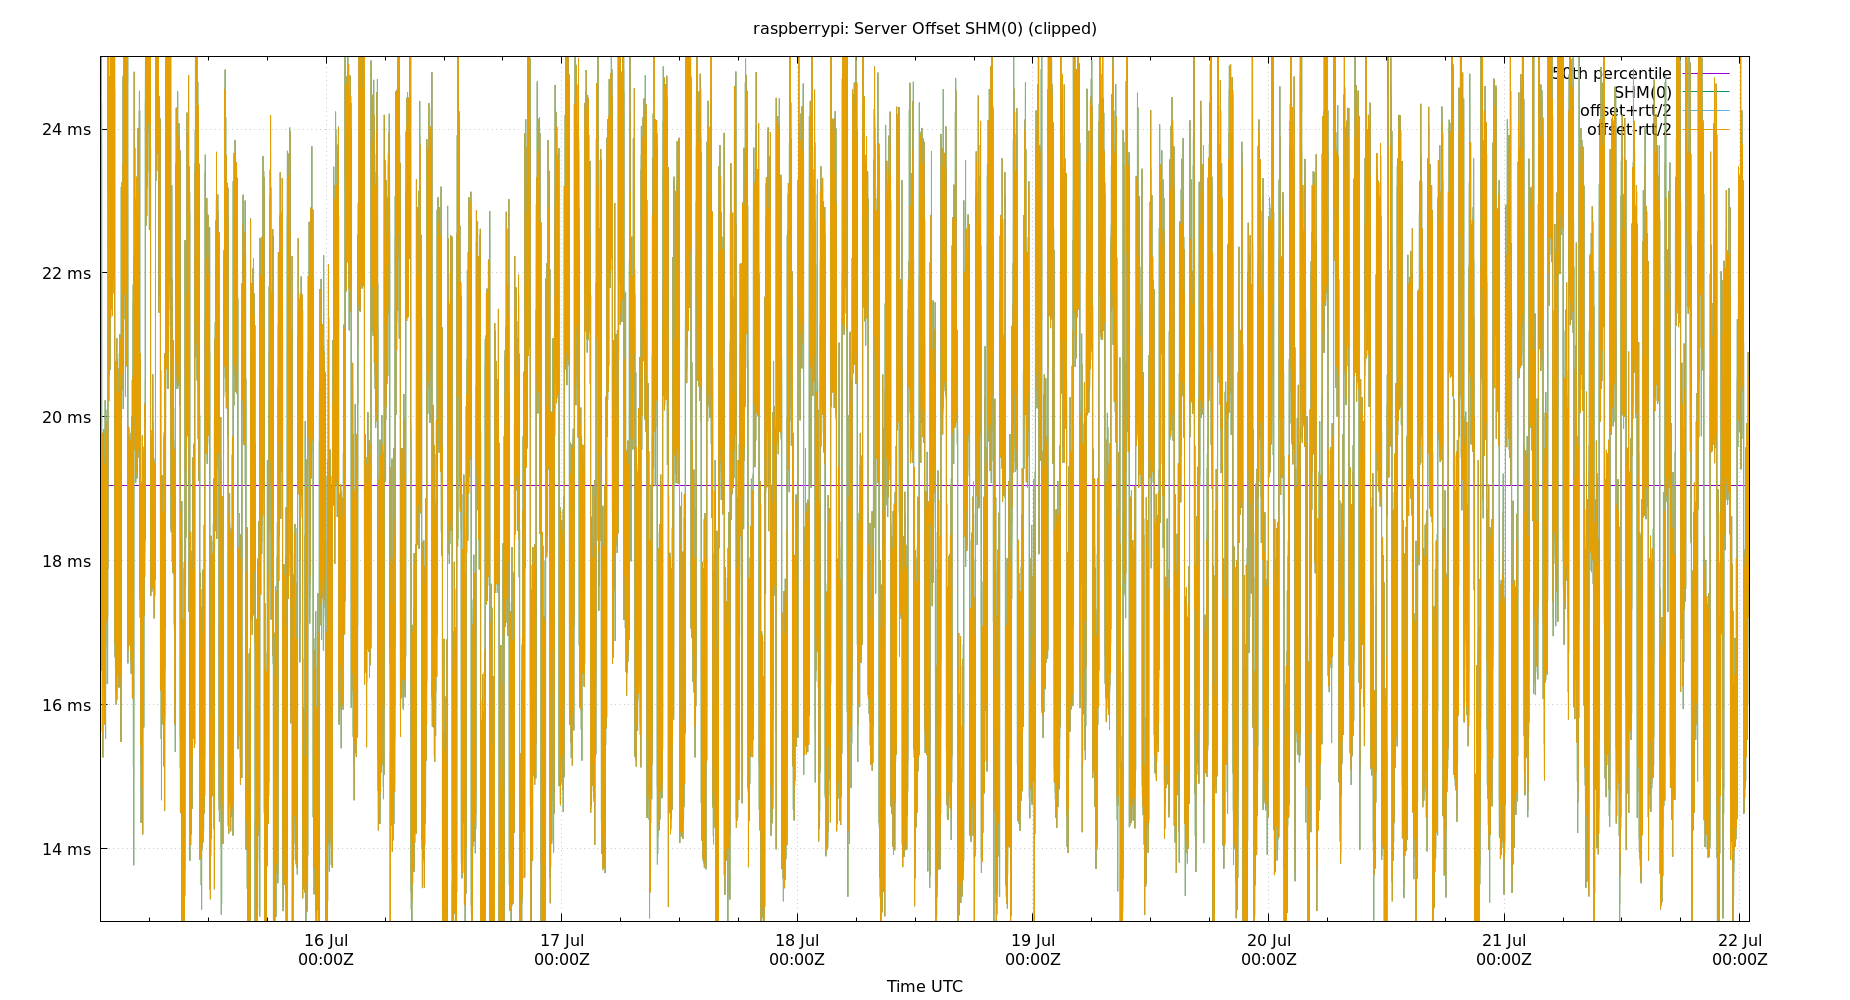 raspberrypi: Server Offset SHM(0) (clipped)
50th percentile
SHM(0)
offset+rtt/2
offset-rtt/2
24 ms
22 ms
20 ms
18 ms
16 ms
14 ms
16 Jul 17 Jul 18 Jul 19 Jul 20 Jul 21 Jul 22 Jul
00:00Z 00:00Z 00:00Z 00:00Z 00:00Z 00:00Z 00:00Z
Time UTC